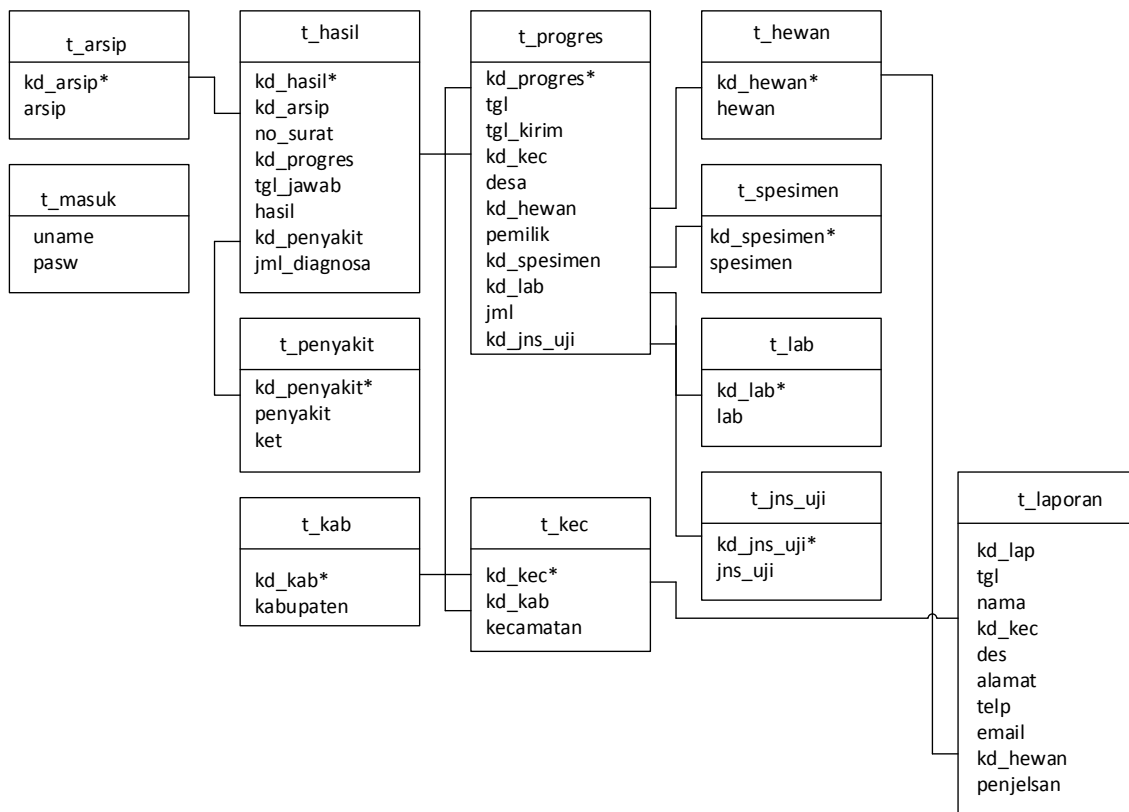 t_arsip
kd_arsip*
arsip
t_hasil
kd_hasil*
kd_arsip
no_surat
kd_progres
tgl_jawab
hasil
kd_penyakit
jml_diagnosa
t_progres
kd_progres*
tgl
tgl_kirim
kd_kec
desa
kd_hewan
pemilik
kd_spesimen
kd_lab
jml
kd_jns_uji
t_hewan
kd_hewan*
hewan
t_masuk
uname
pasw
t_spesimen
kd_spesimen*
spesimen
t_penyakit
kd_penyakit*
penyakit
ket
t_lab
kd_lab*
lab
t_kab
kd_kab*
kabupaten
t_kec
kd_kec*
kd_kab
kecamatan
t_jns_uji
kd_jns_uji*
jns_uji
t_laporan
kd_lap
tgl
nama
kd_kec
des
alamat
telp
email
kd_hewan
penjelsan